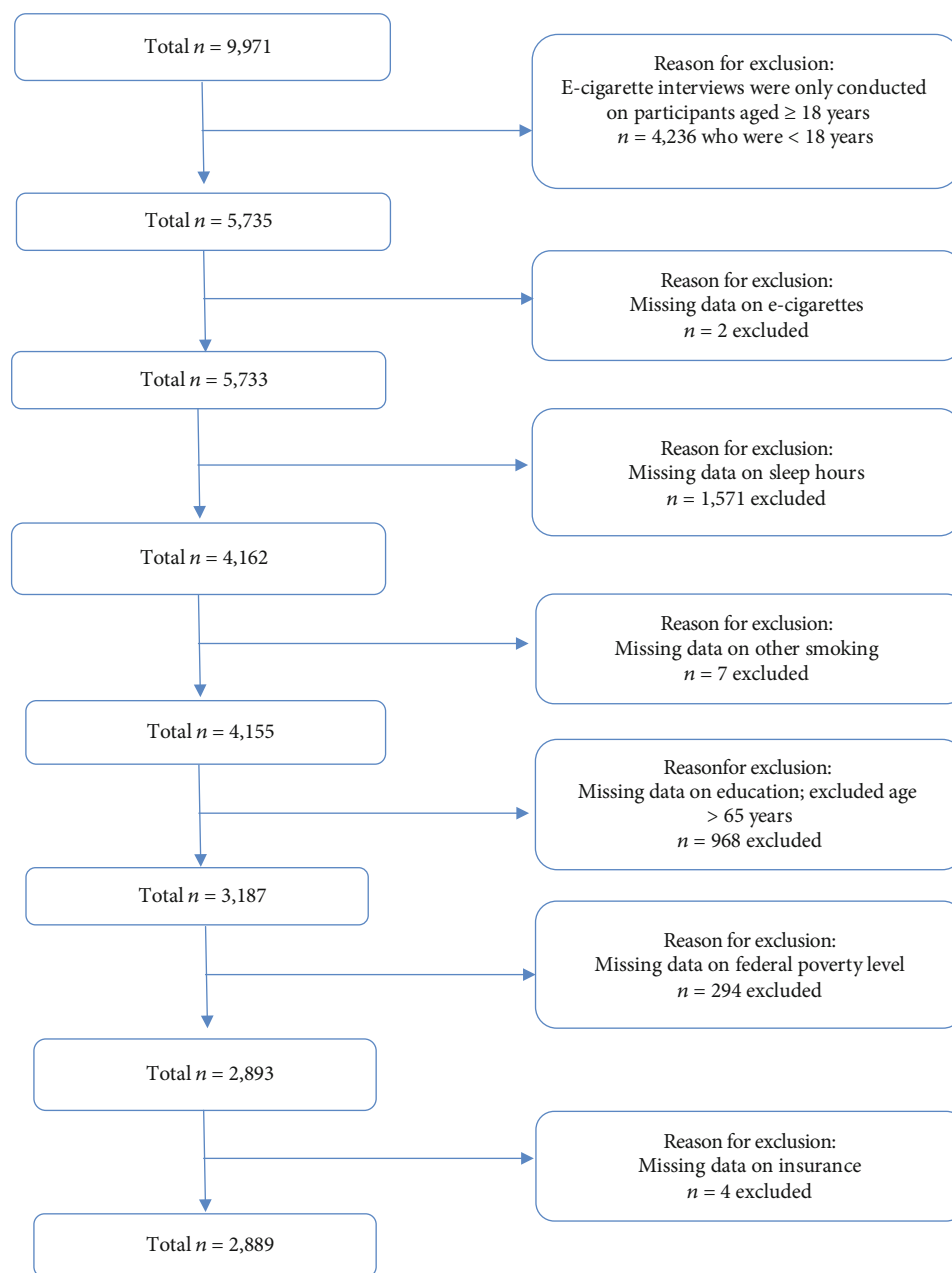 Total n = 9,971
Reason for exclusion:
E-cigarette interviews were only conducted
on participants aged ≥ 18 years
n = 4,236 who were < 18 years
Total n = 5,735
Reason for exclusion:
Missing data on e-cigarettes
n = 2 excluded
Total n = 5,733
Reason for exclusion:
Missing data on sleep hours
n = 1,571 excluded
Total n = 4,162
Reason for exclusion:
Missing data on other smoking
n = 7 excluded
Total n = 4,155
Reasonfor exclusion:
Missing data on education; excluded age
> 65 years
n = 968 excluded
Total n = 3,187
Reason for exclusion:
Missing data on federal poverty level
n = 294 excluded
Total n = 2,893
Reason for exclusion:
Missing data on insurance
n = 4 excluded
Total n = 2,889